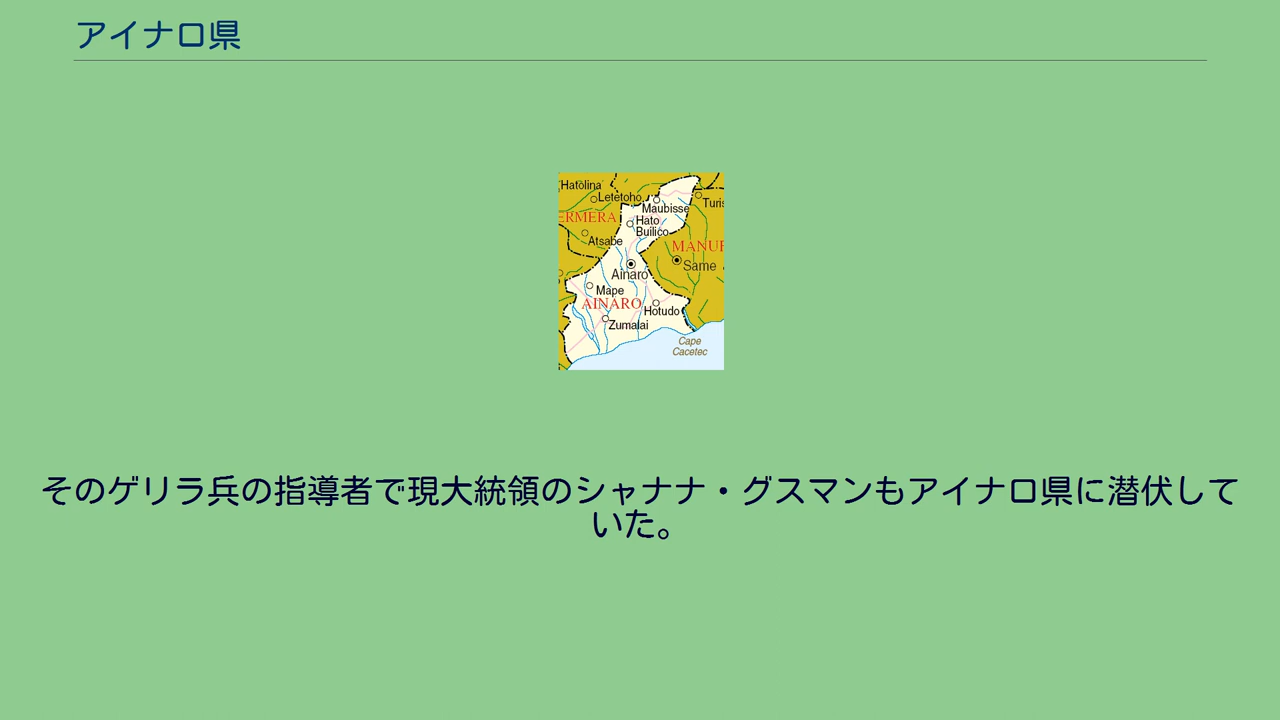 アイナロ県
Hatolina
Letetoho
Maubisse
Turis
ERMERA
Hato
Builico
Atsabe
MANUF
Same
Ainaro
Mape
AINARO
Hotudo
Zumalai
Cape
Cacetec
そのゲリラ兵の指導者で現大統領のシャナナ・グスマンもアイナロ県に潜伏して
いた。